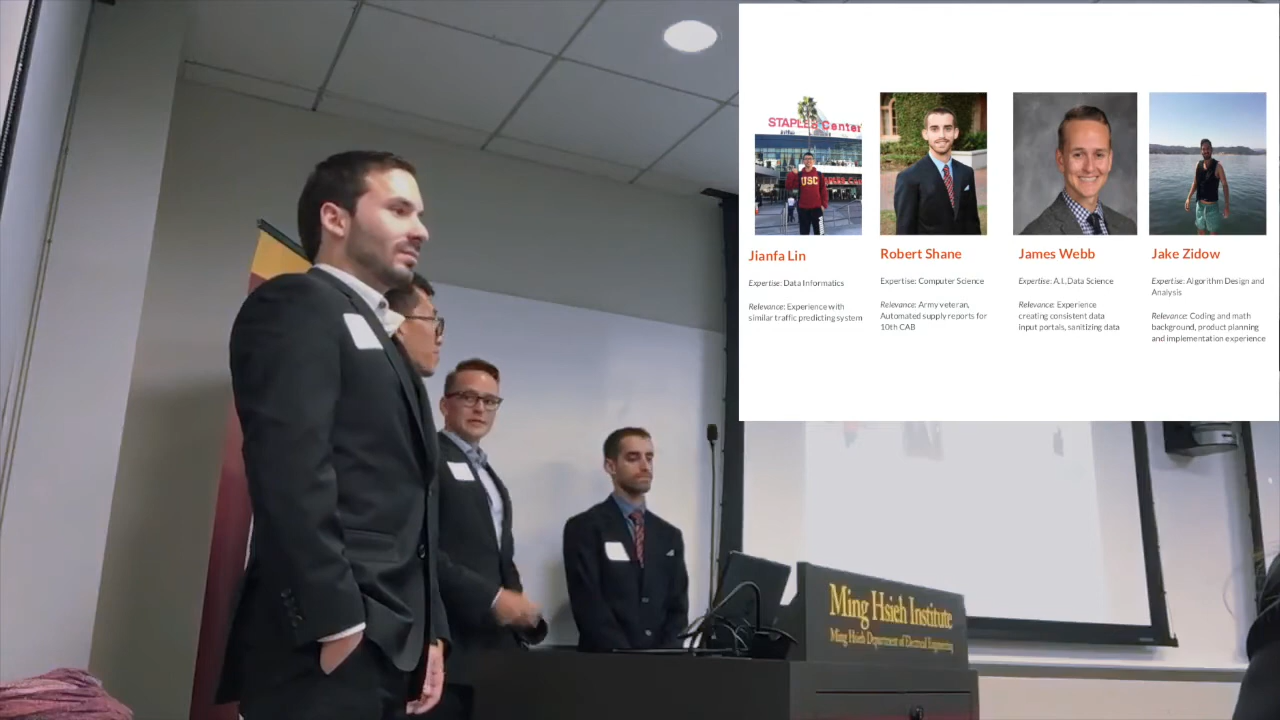 STAPLES Center
USC
Jianfa Lin
Expertise: Data Informatics
Relevance: Experience with
similar traffic predicting system
Robert Shane
Expertise: Computer Science
Relevance: Army veteran,
Automated supply reports for
10th CAB
James Webb
Expertise: A.I., Data Science
Relevance: Experience
creating consistent data
input portals, sanitizing data
Jake Zidow
Expertise: Algorithm Design and
Analysis
Relevance: Coding and math
background, product planning
and implementation experience
Ming Hsieh Institute
Ming Hsieh Department of Electrical Engineering